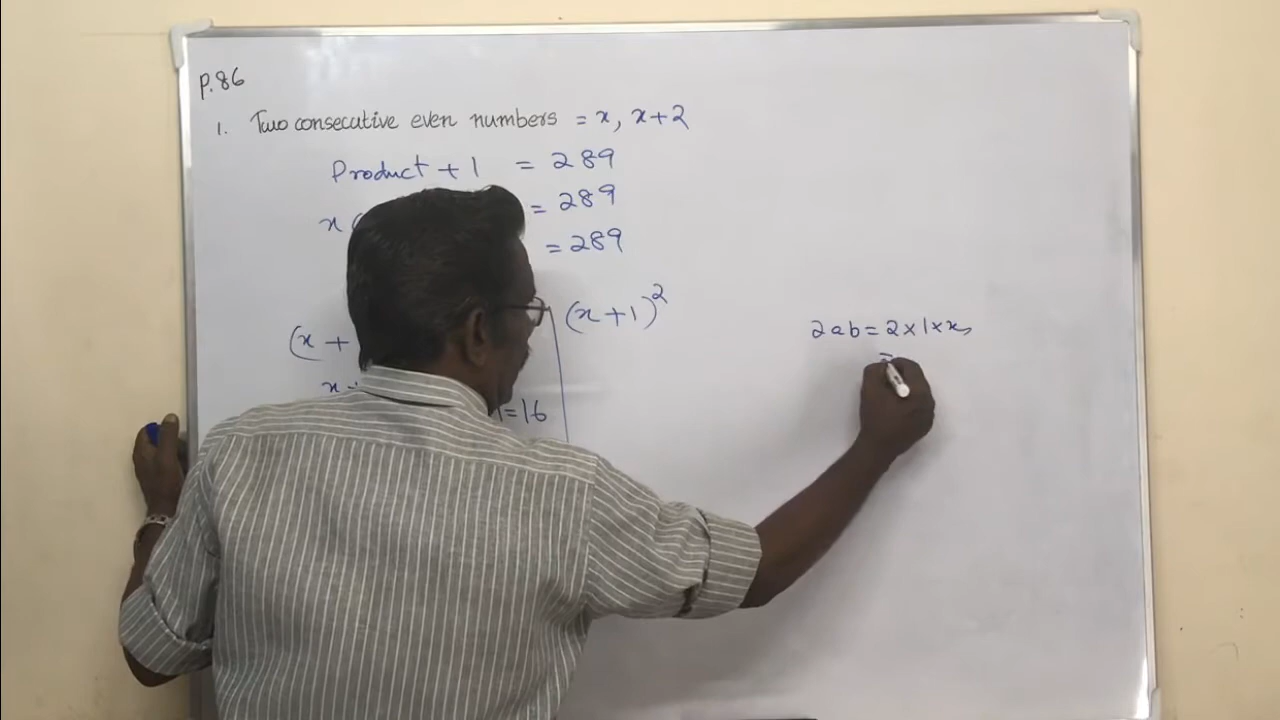 P.86
1. Two consecutive even numbers = x, x+2
Product + 1 = 289
x ( = 289
= 289
(x +
(x+1)²
x
=16
2ab = 2×1×x
=